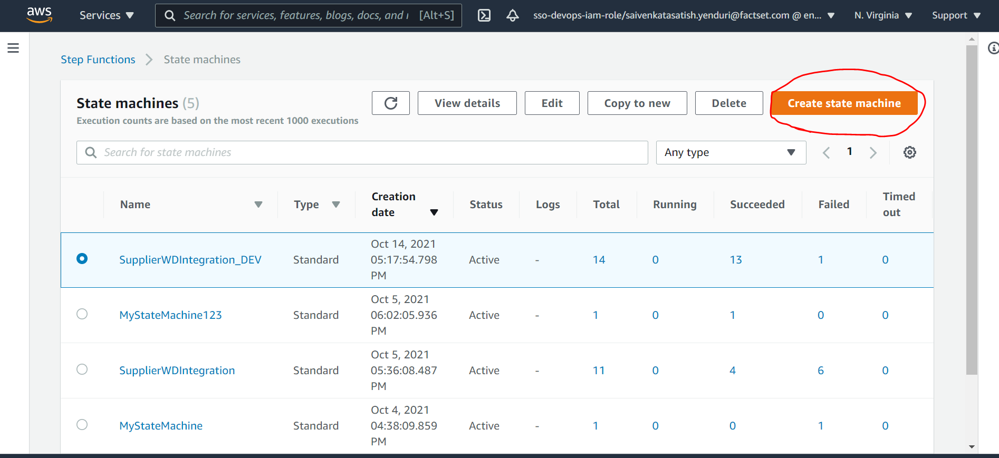 aws Services Search for services, features, blogs, docs, and [Alt+S] sso-devops-iam-role/saivenkatasatish.yenduri@factset.com @ en... N. Virginia Support
Step Functions State machines
State machines (5) View details Edit Copy to new Delete Create state machine
Execution counts are based on the most recent 1000 executions
Search for state machines Any type 1
Name Type Creation date Status Logs Total Running Succeeded Failed Timed out
SupplierWDIntegration_DEV Standard Oct 14, 2021 05:17:54.798 PM Active - 14 0 13 1 0
MyStateMachine123 Standard Oct 5, 2021 06:02:05.936 PM Active - 1 0 1 0 0
SupplierWDIntegration Standard Oct 5, 2021 05:36:08.487 PM Active - 11 0 4 6 0
MyStateMachine Standard Oct 4, 2021 04:38:09.859 PM Active - 1 0 0 1 0